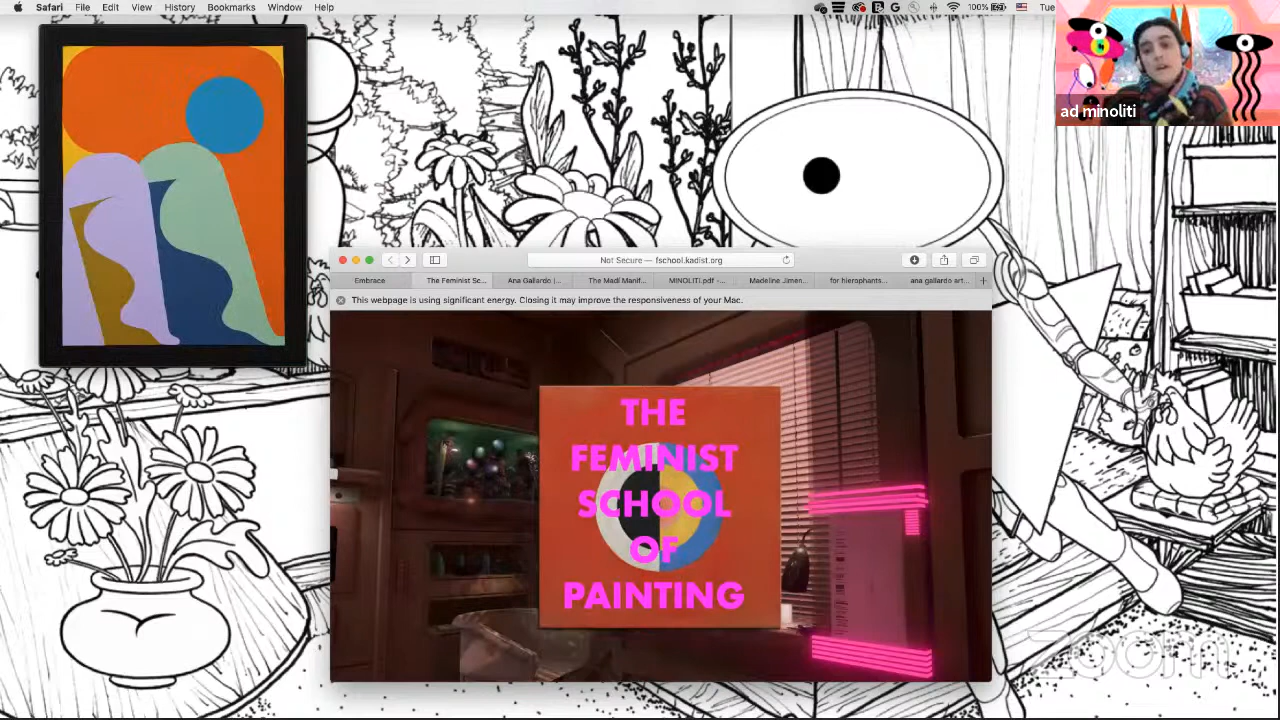 Safari File Edit View History Bookmarks Window Help
100% Tue
ad minoliti
Not Secure — fschool.kadist.org
Embrace The Feminist Sc... Ana Gallardo |... The Madí Manif... MINOLITI.pdf -... Madeline Jimen... for hierophants... ana gallardo art...
This webpage is using significant energy. Closing it may improve the responsiveness of your Mac.
THE
FEMINIST
SCHOOL
OF
PAINTING
zoom